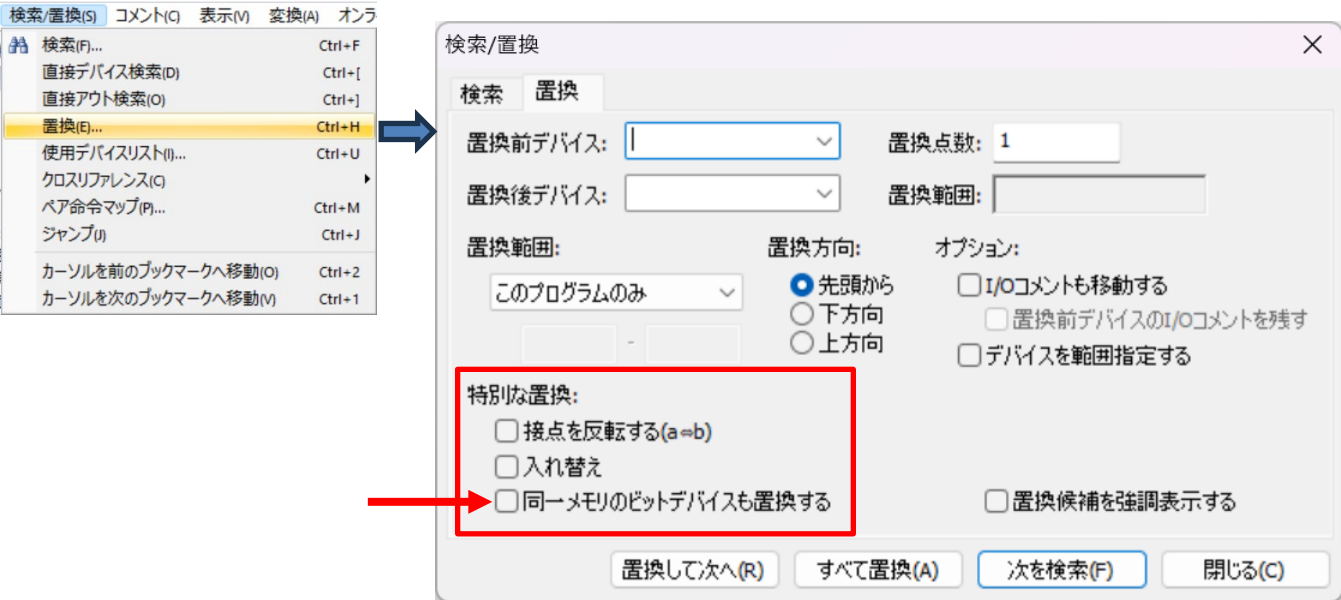 検索/置換(S) コメント(C) 表示(V) 変換(A) オンラ
検索(F)... Ctrl+F
直接デバイス検索(D) Ctrl+[
直接アウト検索(O) Ctrl+]
置換(E)... Ctrl+H
使用デバイスリスト(I)... Ctrl+U
クロスリファレンス(C)
ペア命令マップ(P)... Ctrl+M
ジャンプ(J) Ctrl+J
カーソルを前のブックマークへ移動(O) Ctrl+2
カーソルを次のブックマークへ移動(V) Ctrl+1
検索/置換
検索 置換
置換前デバイス: 置換点数: 1
置換後デバイス: 置換範囲:
置換範囲: 置換方向: オプション:
このプログラムのみ 先頭から I/Oコメントも移動する
下方向 置換前デバイスのI/Oコメントを残す
- 上方向 デバイスを範囲指定する
特別な置換:
接点を反転する(a⇔b)
入れ替え
同一メモリのビットデバイスも置換する 置換候補を強調表示する
置換して次へ(R) すべて置換(A) 次を検索(F) 閉じる(C)